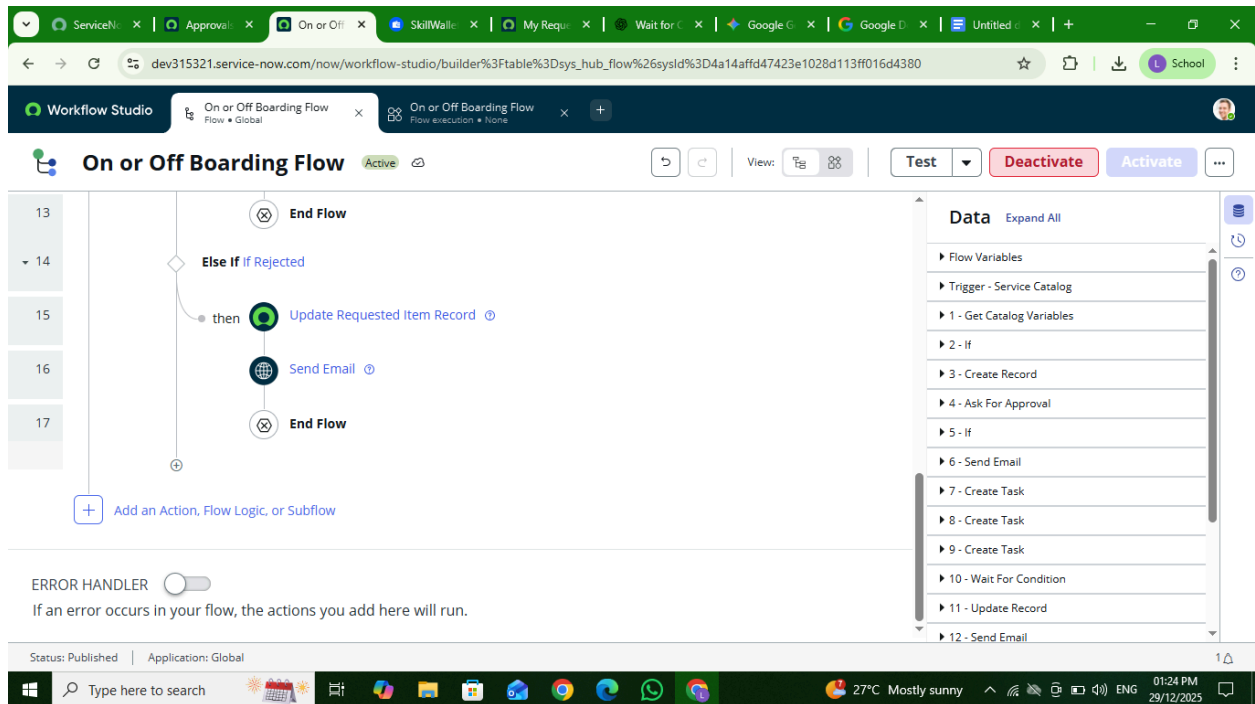 ServiceNo
Approvals
On or Off
SkillWalle
My Reque
Wait for C
Google G
Google D
Untitled d
dev315321.service-now.com/now/workflow-studio/builder%3Ftable%3Dsys_hub_flow%26sysId%3D4a14affd47423e1028d113ff016d4380
L School
Workflow Studio
On or Off Boarding Flow
Flow • Global
On or Off Boarding Flow
Flow execution • None
On or Off Boarding Flow
Active
View:
Test
Deactivate
Activate
13 End Flow
14 Else If If Rejected
15 then Update Requested Item Record
16 Send Email
17 End Flow
Add an Action, Flow Logic, or Subflow
ERROR HANDLER
If an error occurs in your flow, the actions you add here will run.
Data Expand All
Flow Variables
Trigger - Service Catalog
1 - Get Catalog Variables
2 - If
3 - Create Record
4 - Ask For Approval
5 - If
6 - Send Email
7 - Create Task
8 - Create Task
9 - Create Task
10 - Wait For Condition
11 - Update Record
12 - Send Email
Status: Published | Application: Global
1
Type here to search
27°C Mostly sunny
ENG
01:24 PM
29/12/2025